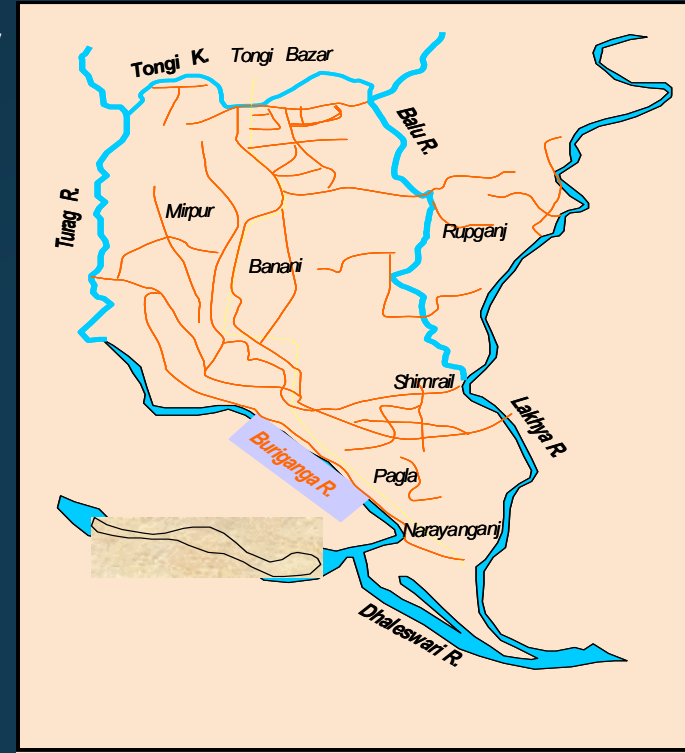 Tongi K.
Tongi Bazar
Balu R.
Turag R.
Mirpur
Rupganj
Banani
Shimrail
Lakhya R.
Buriganga R.
Pagla
Narayanganj
Dhaleswari R.